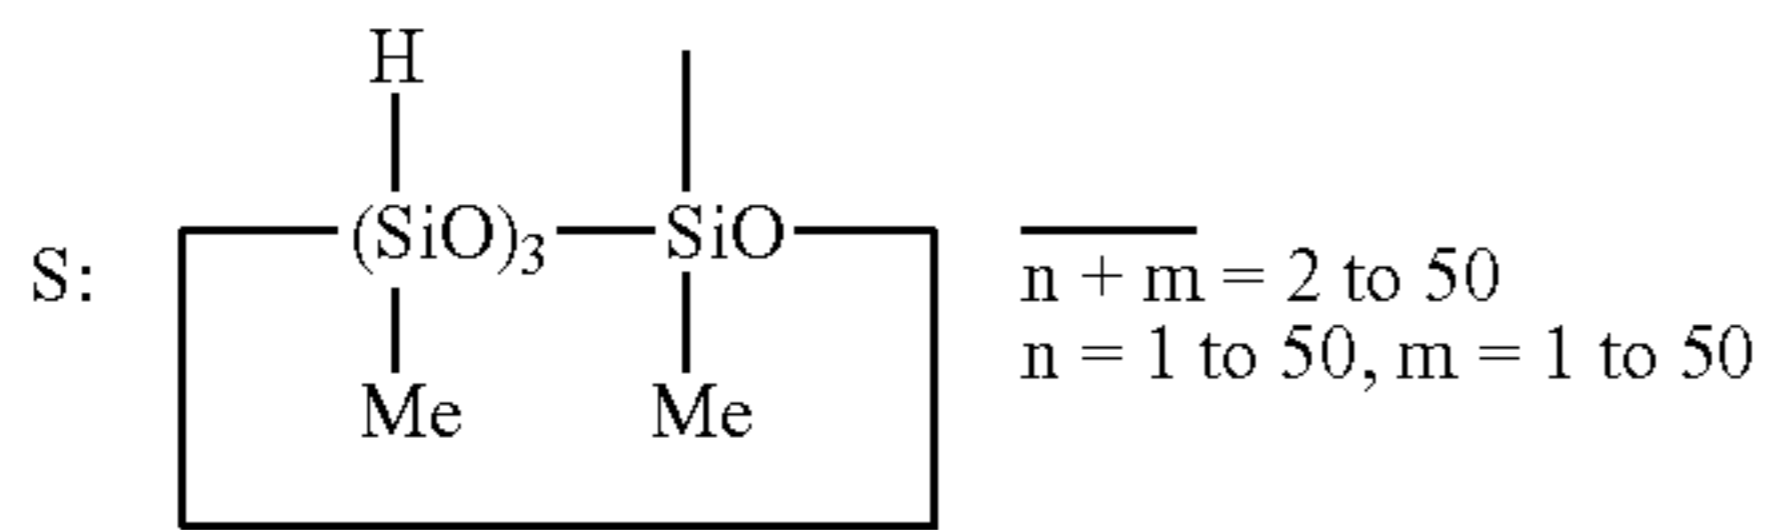 H
S: (SiO)3 SiO
n + m = 2 to 50
n = 1 to 50, m = 1 to 50
Me Me